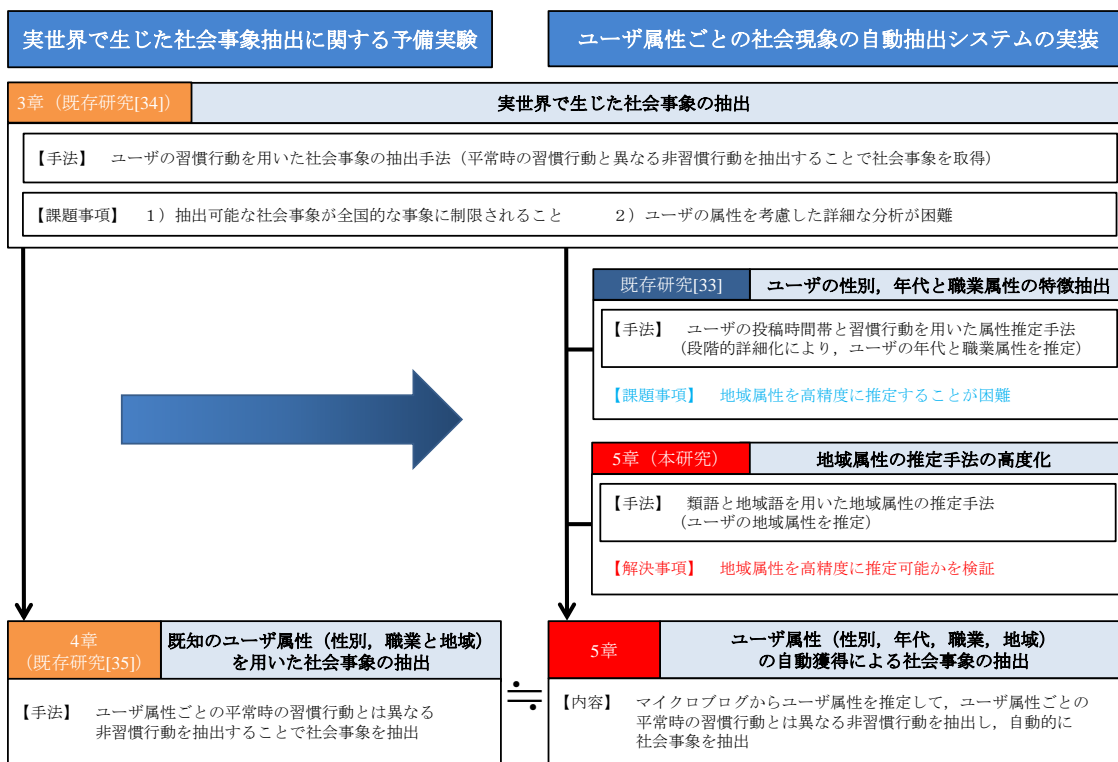 実世界で生じた社会事象抽出に関する予備実験
ユーザ属性ごとの社会現象の自動抽出システムの実装
3章（既存研究[34]）
実世界で生じた社会事象の抽出
【手法】　ユーザの習慣行動を用いた社会事象の抽出手法（平常時の習慣行動と異なる非習慣行動を抽出することで社会事象を取得）
【課題事項】　１）抽出可能な社会事象が全国的な事象に制限されること　　２）ユーザの属性を考慮した詳細な分析が困難
既存研究[33]
ユーザの性別，年代と職業属性の特徴抽出
【手法】　ユーザの投稿時間帯と習慣行動を用いた属性推定手法
（段階的詳細化により，ユーザの年代と職業属性を推定）
【課題事項】　地域属性を高精度に推定することが困難
5章（本研究）
地域属性の推定手法の高度化
【手法】　類語と地域語を用いた地域属性の推定手法
（ユーザの地域属性を推定）
【解決事項】　地域属性を高精度に推定可能かを検証
4章
（既存研究[35]）
既知のユーザ属性（性別，職業と地域）
を用いた社会事象の抽出
【手法】　ユーザ属性ごとの平常時の習慣行動とは異なる
非習慣行動を抽出することで社会事象を抽出
≒
5章
ユーザ属性（性別，年代，職業，地域）
の自動獲得による社会事象の抽出
【内容】　マイクロブログからユーザ属性を推定して，ユーザ属性ごとの
平常時の習慣行動とは異なる非習慣行動を抽出し，自動的に
社会事象を抽出